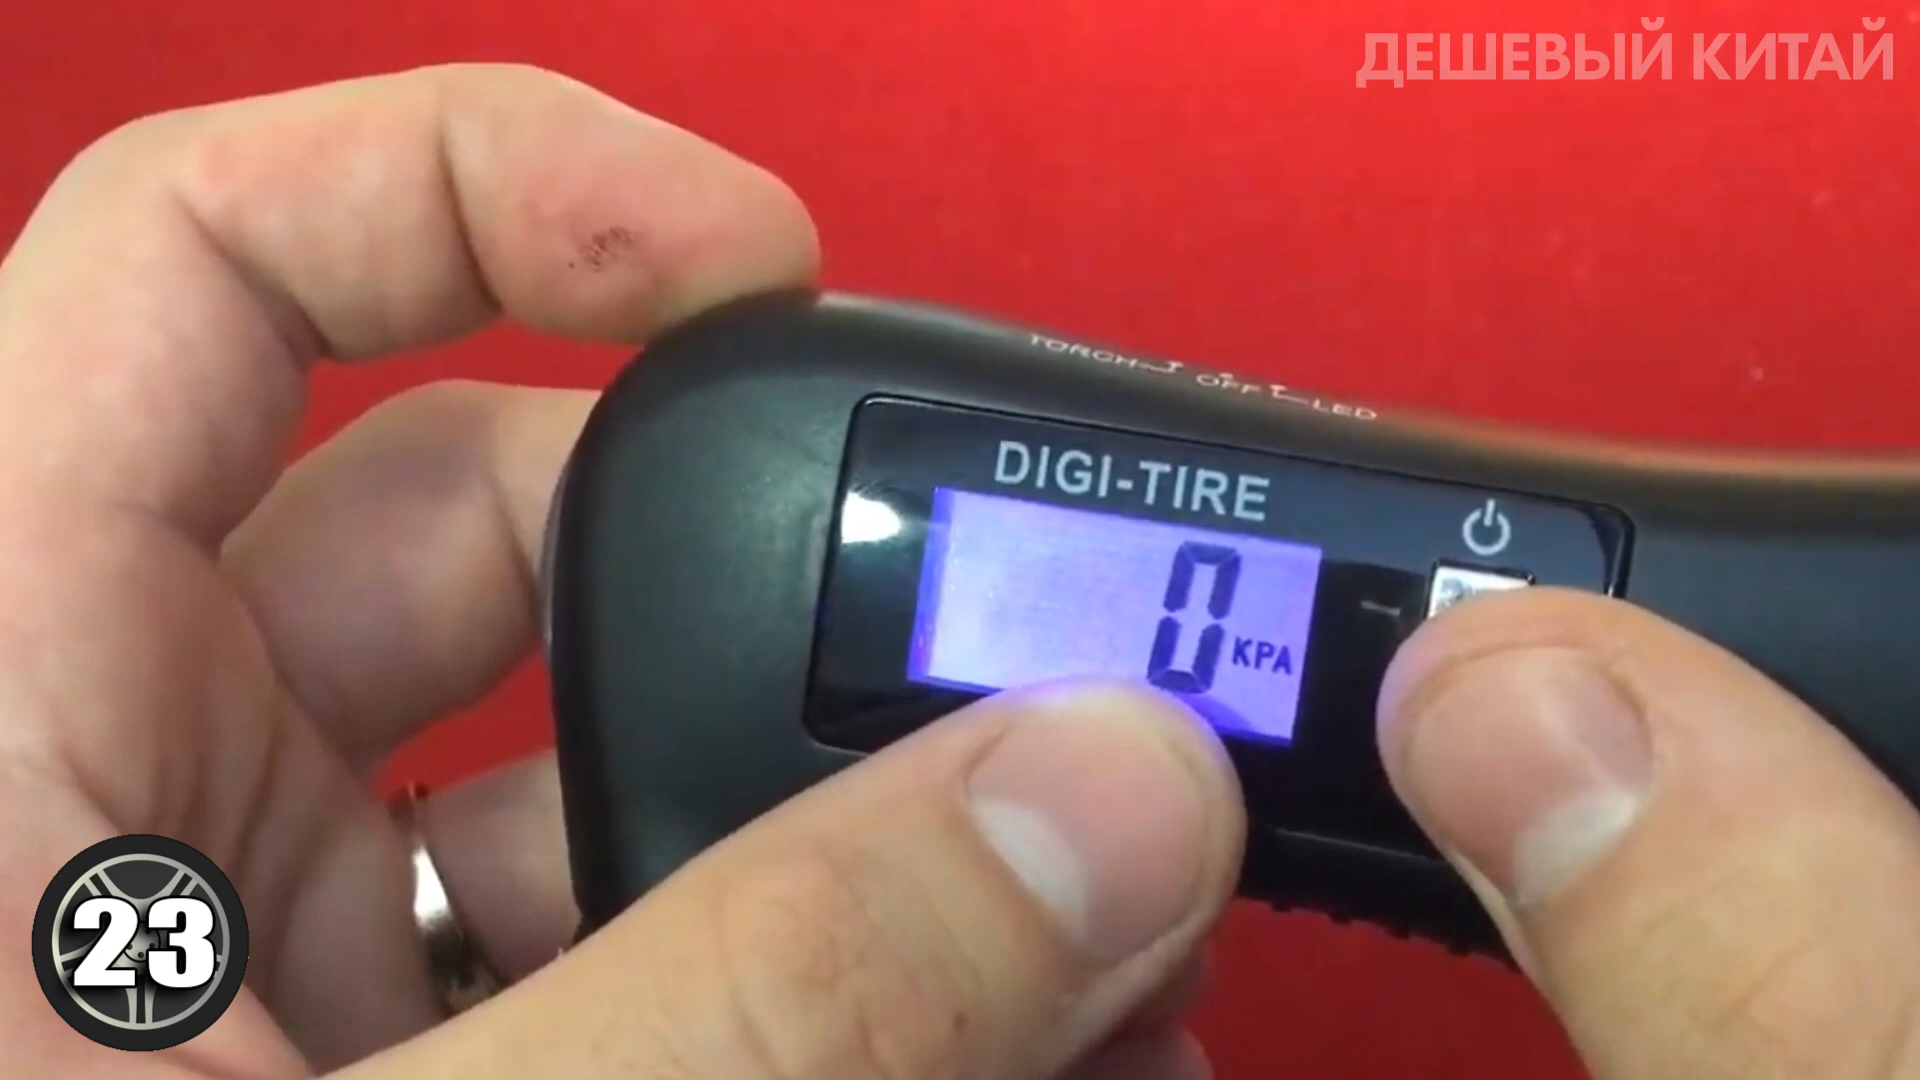 ДЕШЕВЫЙ КИТАЙ
TORCH OFF LED
DIGI-TIRE
0 KPA
23